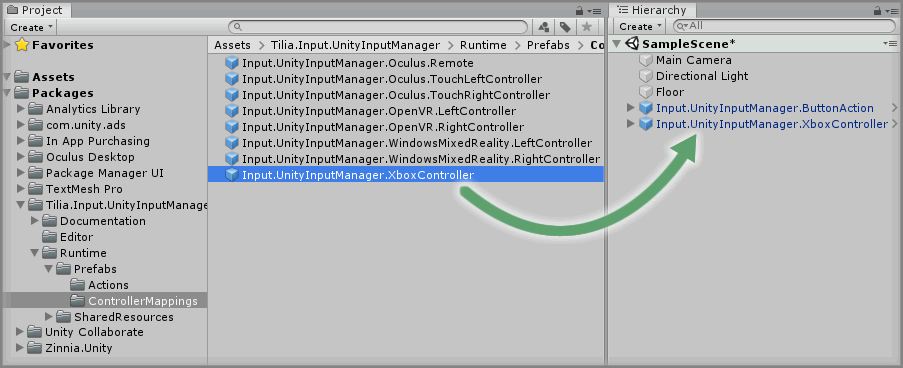 Project
Create
Favorites
Assets
Packages
Analytics Library
com.unity.ads
In App Purchasing
Oculus Desktop
Package Manager UI
TextMesh Pro
Tilia.Input.UnityInputManage
Documentation
Editor
Runtime
Prefabs
Actions
ControllerMappings
SharedResources
Unity Collaborate
Zinnia.Unity
Assets Tilia.Input.UnityInputManager Runtime Prefabs Co
Input.UnityInputManager.Oculus.Remote
Input.UnityInputManager.Oculus.TouchLeftController
Input.UnityInputManager.Oculus.TouchRightController
Input.UnityInputManager.OpenVR.LeftController
Input.UnityInputManager.OpenVR.RightController
Input.UnityInputManager.WindowsMixedReality.LeftController
Input.UnityInputManager.WindowsMixedReality.RightController
Input.UnityInputManager.XboxController
Hierarchy
Create All
SampleScene*
Main Camera
Directional Light
Floor
Input.UnityInputManager.ButtonAction
Input.UnityInputManager.XboxController